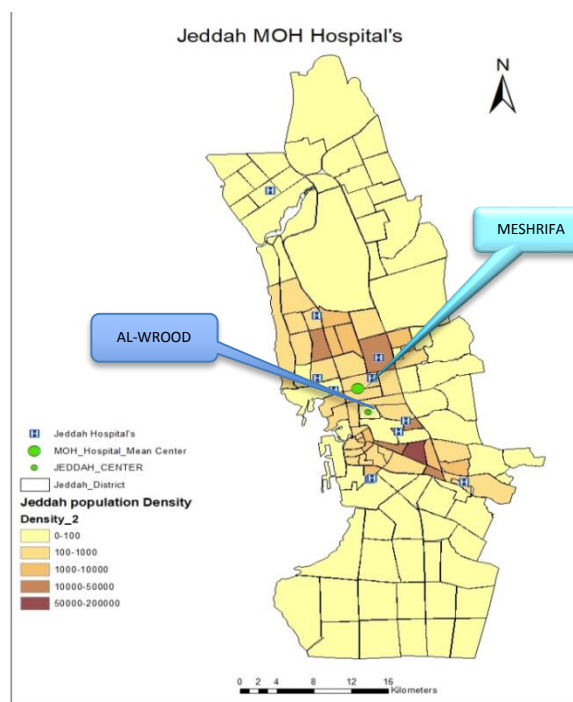 Jeddah MOH Hospital's
N
MESHRIFA
AL-WROOD
H Jeddah Hospital's
MOH_Hospital_Mean Center
JEDDAH_CENTER
Jeddah_District
Jeddah population Density
Density_2
0-100
100-1000
1000-10000
10000-50000
50000-200000
0 2 4 8 12 16
Kilometers